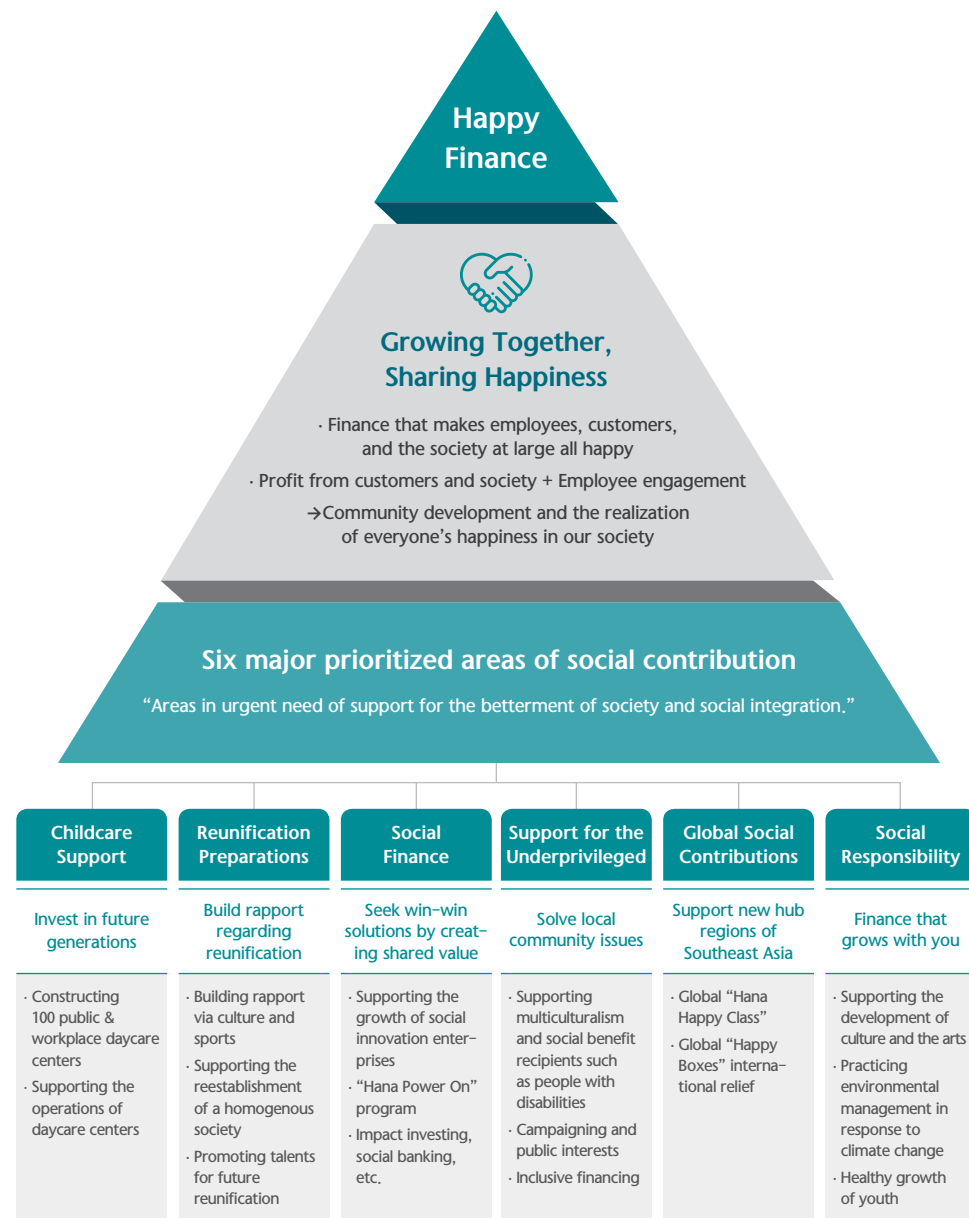 Happy
Finance
Growing Together,
Sharing Happiness
· Finance that makes employees, customers,
and the society at large all happy
· Profit from customers and society + Employee engagement
→Community development and the realization
of everyone's happiness in our society
Six major prioritized areas of social contribution
“Areas in urgent need of support for the betterment of society and social integration.”
Childcare
Support
Invest in future
generations
· Constructing
100 public &
workplace daycare
centers
· Supporting the
operations of
daycare centers
Reunification
Preparations
Build rapport
regarding
reunification
· Building rapport
via culture and
sports
· Supporting the
reestablishment
of a homogenous
society
· Promoting talents
for future
reunification
Social
Finance
Seek win-win
solutions by creat-
ing shared value
· Supporting the
growth of social
innovation enter-
prises
· “Hana Power On”
program
· Impact investing,
social banking,
etc.
Support for the
Underprivileged
Solve local
community issues
· Supporting
multiculturalism
and social benefit
recipients such
as people with
disabilities
· Campaigning and
public interests
· Inclusive financing
Global Social
Contributions
Support new hub
regions of
Southeast Asia
· Global “Hana
Happy Class”
· Global “Happy
Boxes” interna-
tional relief
Social
Responsibility
Finance that
grows with you
· Supporting the
development of
culture and the arts
· Practicing
environmental
management in
response to
climate change
· Healthy growth
of youth